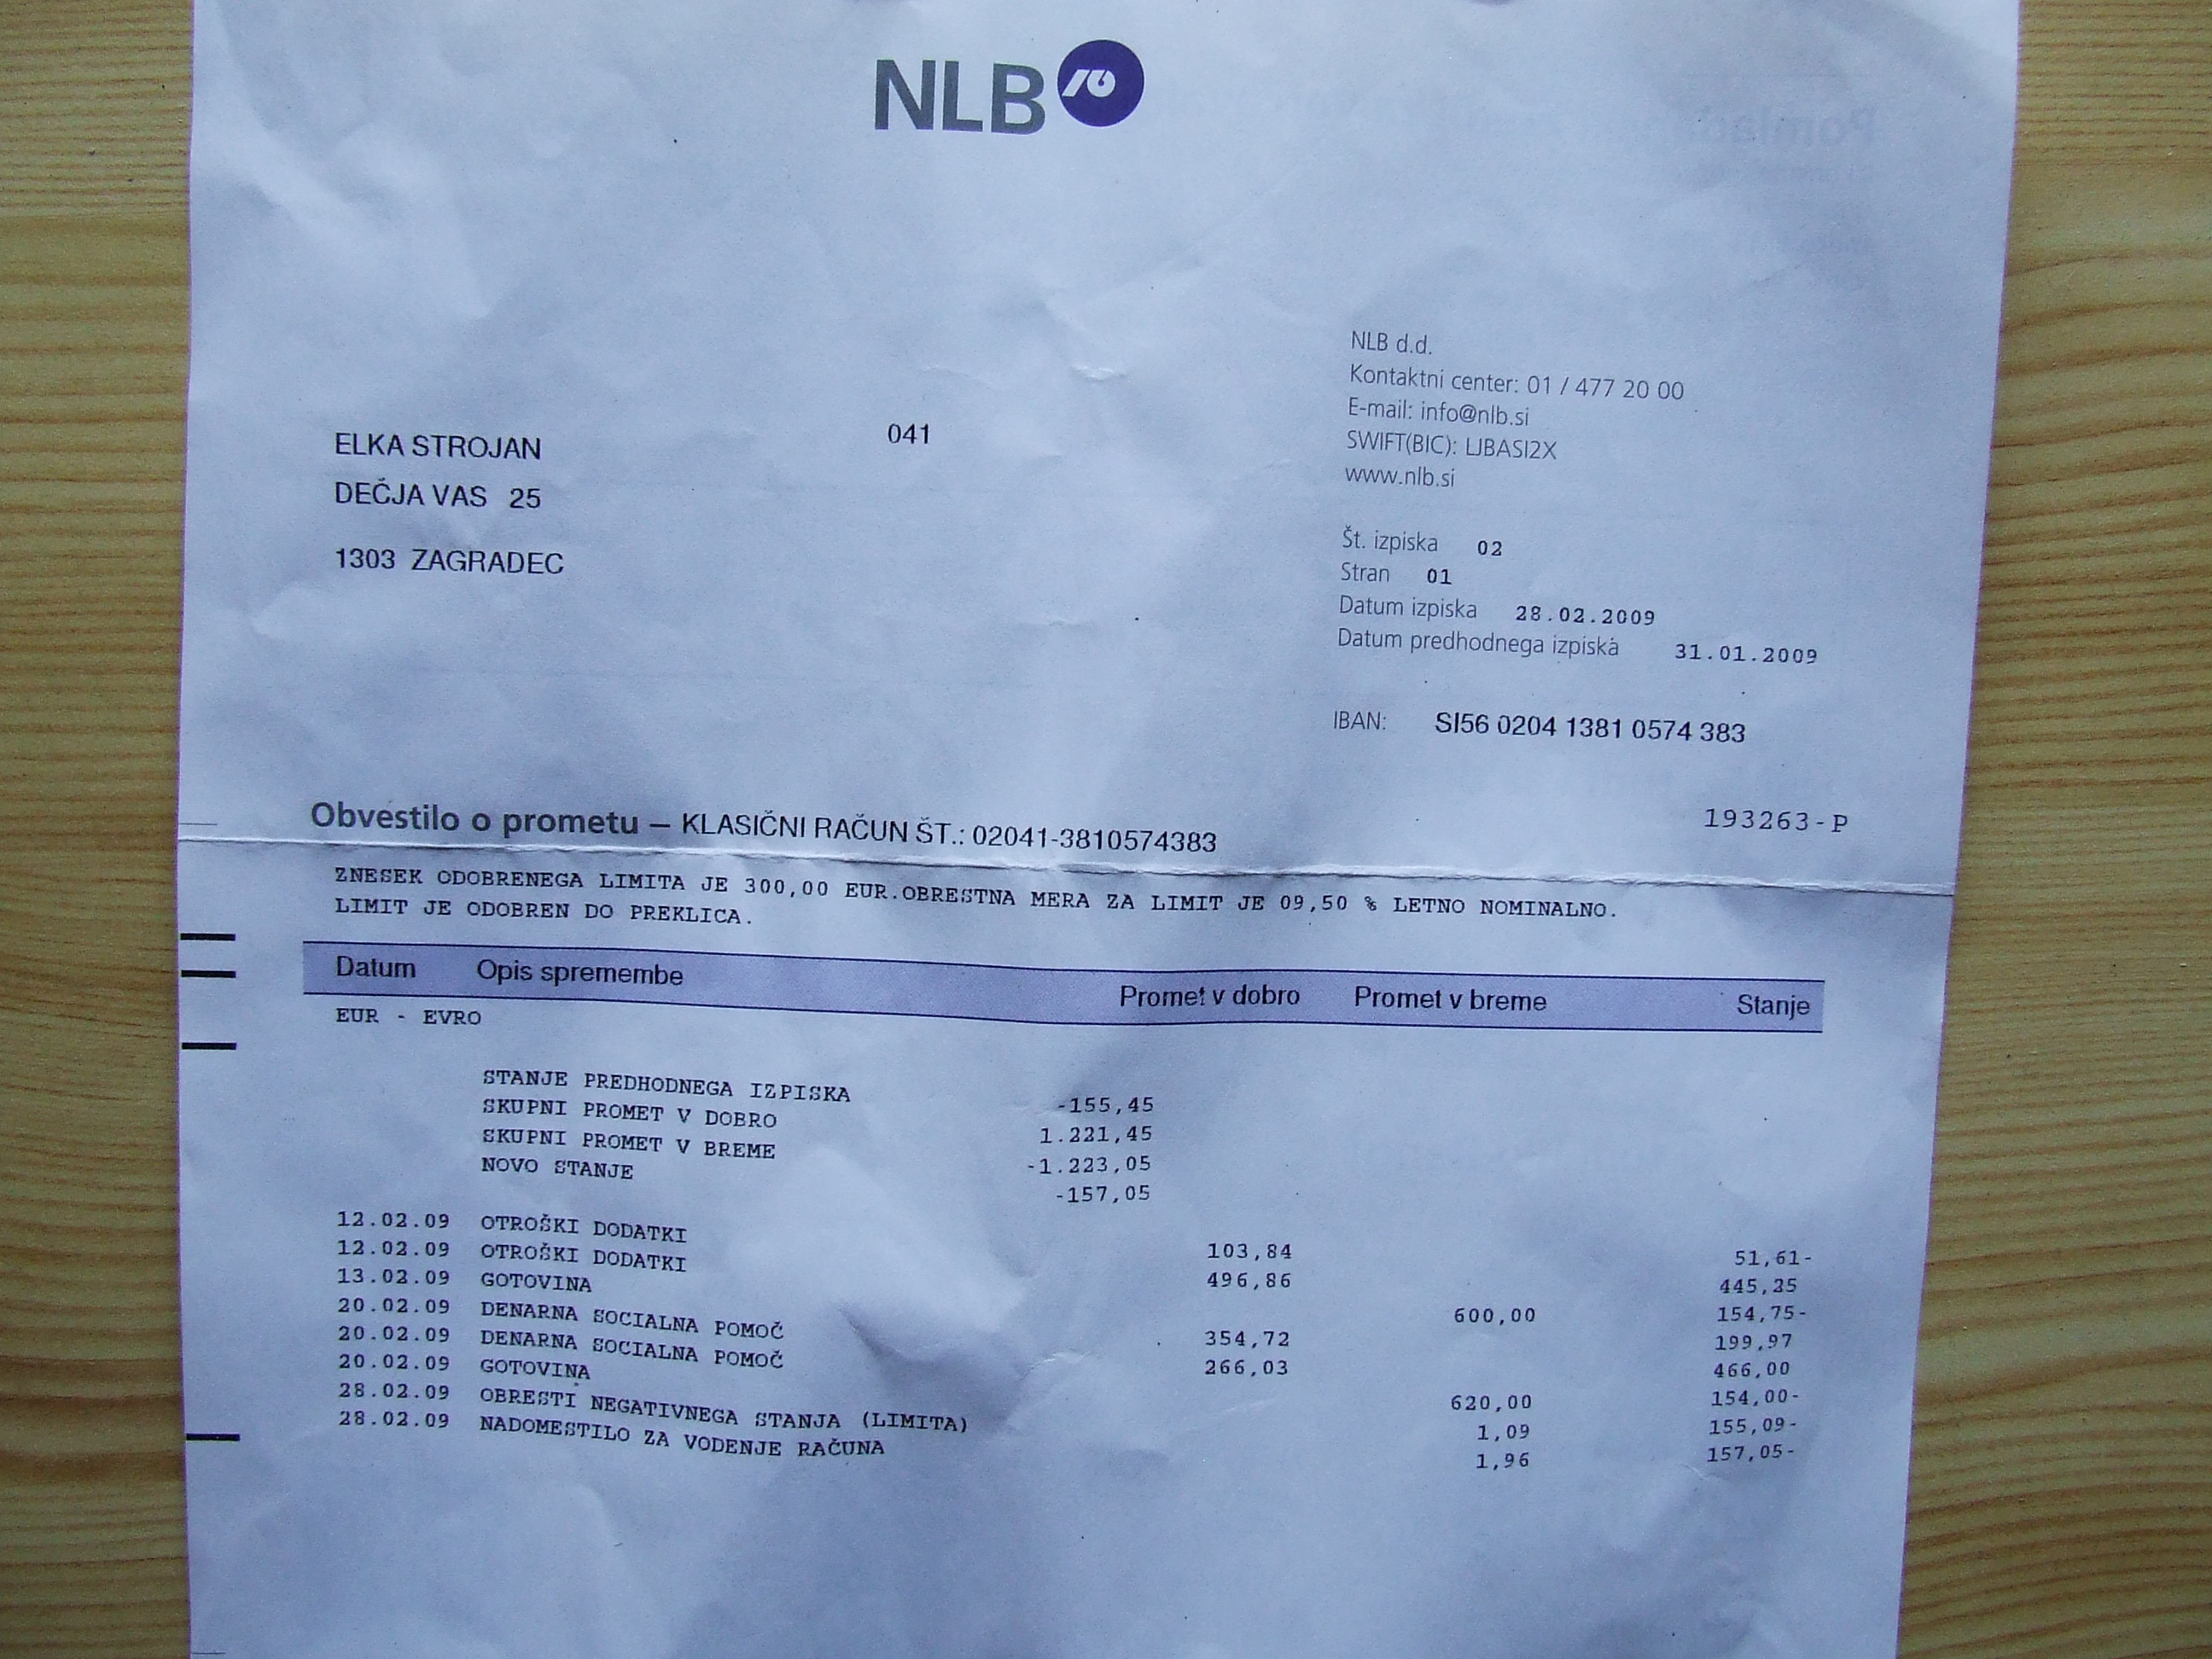 NLB
NLB d.d.
Kontaktni center: 01 / 477 20 00
E-mail: info@nlb.si
SWIFT(BIC): LJBASI2X
www.nlb.si
ELKA STROJAN 041
DEČJA VAS 25
1303 ZAGRADEC
Št. izpiska 02
Stran 01
Datum izpiska 28.02.2009
Datum predhodnega izpiska 31.01.2009
IBAN: SI56 0204 1381 0574 383
193263-P
Obvestilo o prometu – KLASIČNI RAČUN ŠT.: 02041-3810574383
ZNESEK ODOBRENEGA LIMITA JE 300,00 EUR.OBRESTNA MERA ZA LIMIT JE 09,50 % LETNO NOMINALNO.
LIMIT JE ODOBREN DO PREKLICA.
Datum Opis spremembe Promet v dobro Promet v breme Stanje
EUR - EVRO
STANJE PREDHODNEGA IZPISKA -155,45
SKUPNI PROMET V DOBRO 1.221,45
SKUPNI PROMET V BREME -1.223,05
NOVO STANJE -157,05
12.02.09 OTROŠKI DODATKI 103,84 51,61-
12.02.09 OTROŠKI DODATKI 496,86 445,25
13.02.09 GOTOVINA 600,00 154,75-
20.02.09 DENARNA SOCIALNA POMOČ 354,72 199,97
20.02.09 DENARNA SOCIALNA POMOČ 266,03 466,00
20.02.09 GOTOVINA 620,00 154,00-
28.02.09 OBRESTI NEGATIVNEGA STANJA (LIMITA) 1,09 155,09-
28.02.09 NADOMESTILO ZA VODENJE RAČUNA 1,96 157,05-